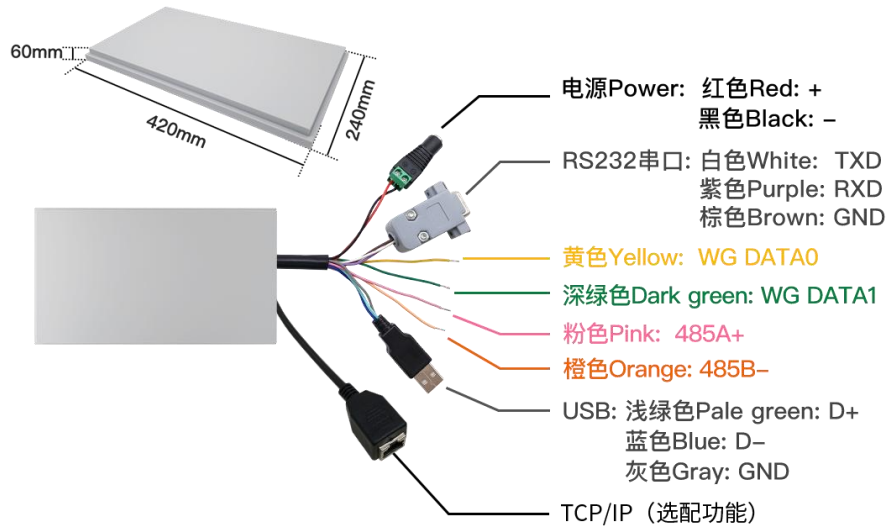 60mm
420mm
240mm
电源Power: 红色Red: +
黑色Black: -
RS232串口: 白色White: TXD
紫色Purple: RXD
棕色Brown: GND
黄色Yellow: WG DATA0
深绿色Dark green: WG DATA1
粉色Pink: 485A+
橙色Orange: 485B-
USB: 浅绿色Pale green: D+
蓝色Blue: D-
灰色Gray: GND
TCP/IP（选配功能）